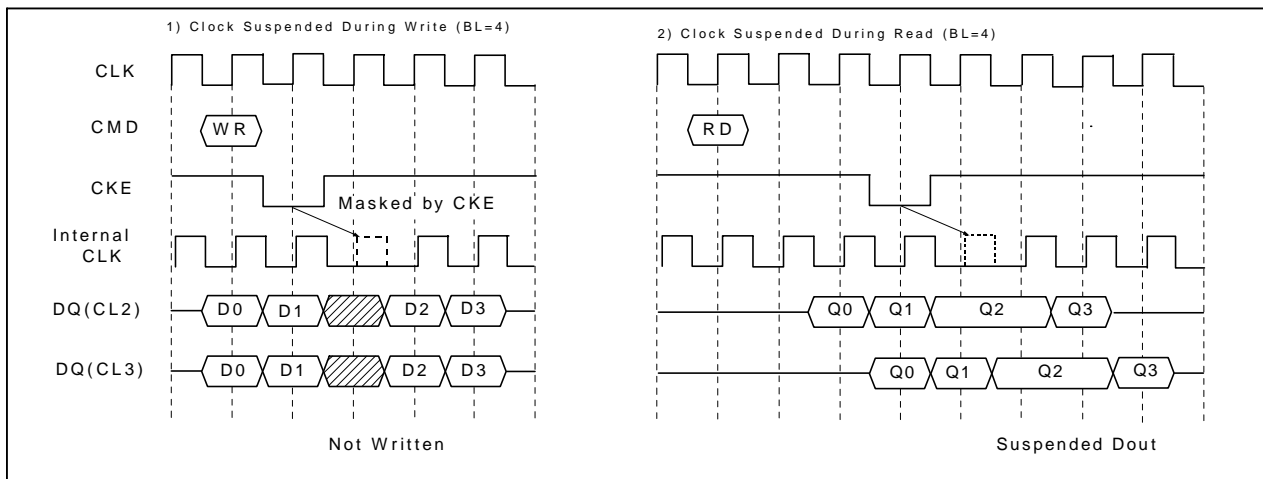 1) Clock Suspended During Write (BL=4)
2) Clock Suspended During Read (BL=4)
CLK
CMD
WR
RD
CKE
Masked by CKE
Internal
CLK
DQ(CL2)
D0 D1 D2 D3
Q0 Q1 Q2 Q3
DQ(CL3)
D0 D1 D2 D3
Q0 Q1 Q2 Q3
Not Written
Suspended Dout